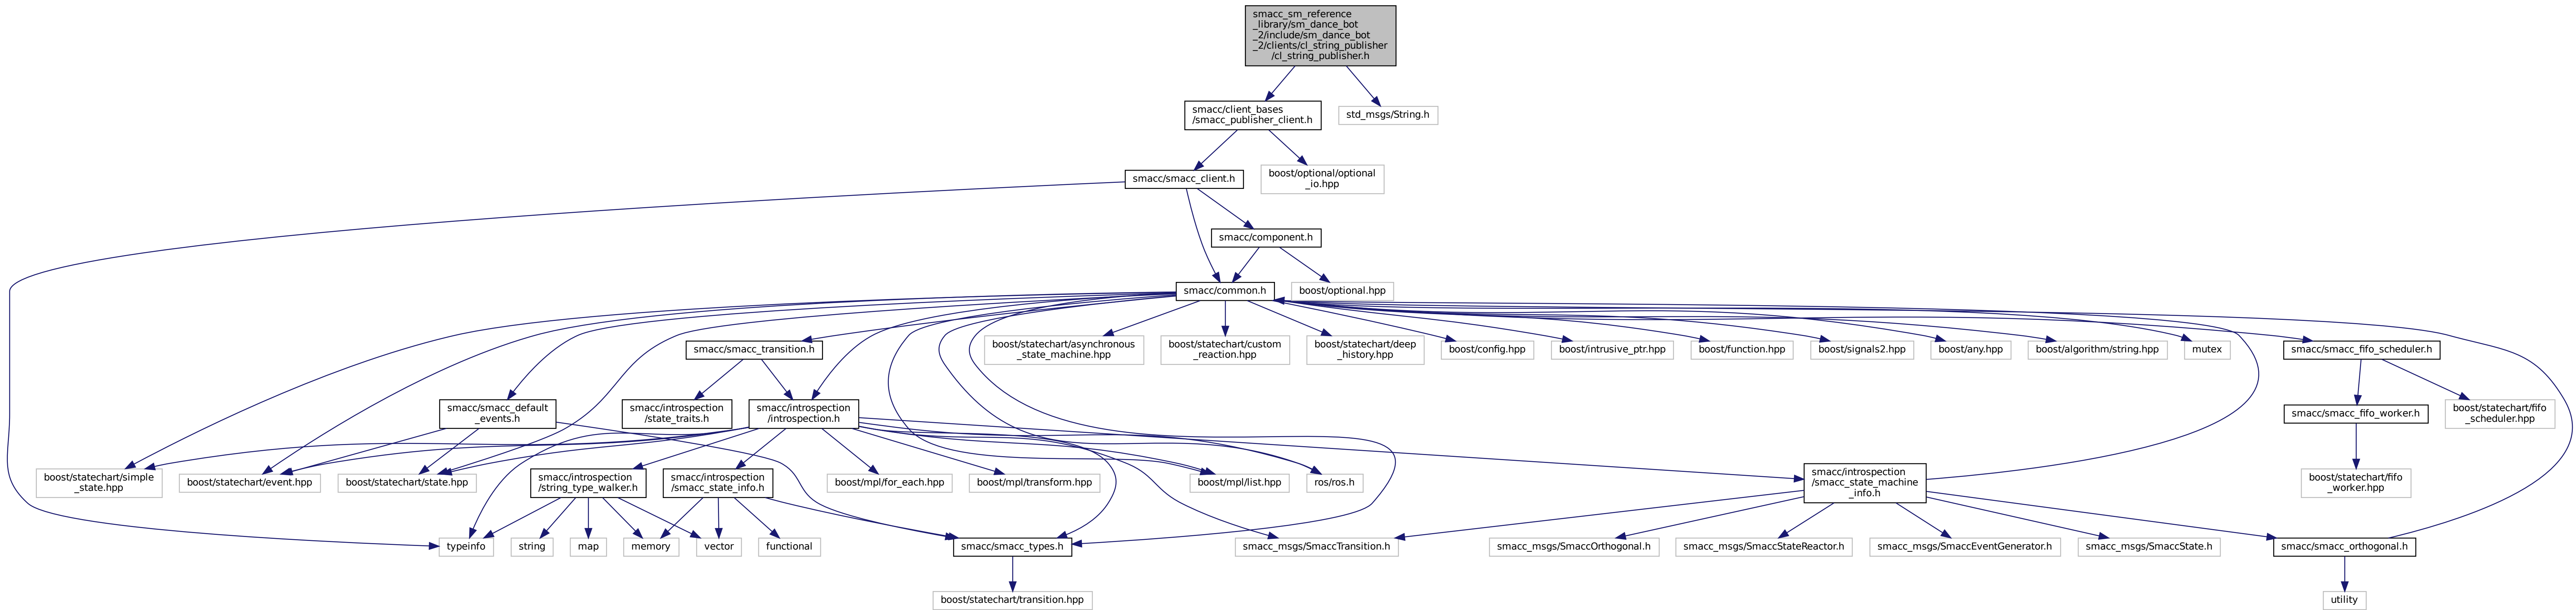 smacc_sm_reference
_library/sm_dance_bot
_2/include/sm_dance_bot
_2/clients/cl_string_publisher
/cl_string_publisher.h
smacc/client_bases
/smacc_publisher_client.h
std_msgs/String.h
smacc/smacc_client.h
boost/optional/optional
_io.hpp
smacc/component.h
smacc/common.h
boost/optional.hpp
smacc/smacc_transition.h
boost/statechart/asynchronous
_state_machine.hpp
boost/statechart/custom
_reaction.hpp
boost/statechart/deep
_history.hpp
boost/config.hpp
boost/intrusive_ptr.hpp
boost/function.hpp
boost/signals2.hpp
boost/any.hpp
boost/algorithm/string.hpp
mutex
smacc/smacc_fifo_scheduler.h
smacc/smacc_default
_events.h
smacc/introspection
/state_traits.h
smacc/introspection
/introspection.h
smacc/smacc_fifo_worker.h
boost/statechart/fifo
_scheduler.hpp
boost/statechart/simple
_state.hpp
boost/statechart/event.hpp
boost/statechart/state.hpp
smacc/introspection
/string_type_walker.h
smacc/introspection
/smacc_state_info.h
boost/mpl/for_each.hpp
boost/mpl/transform.hpp
boost/mpl/list.hpp
ros/ros.h
smacc/introspection
/smacc_state_machine
_info.h
boost/statechart/fifo
_worker.hpp
typeinfo
string
map
memory
vector
functional
smacc/smacc_types.h
smacc_msgs/SmaccTransition.h
smacc_msgs/SmaccOrthogonal.h
smacc_msgs/SmaccStateReactor.h
smacc_msgs/SmaccEventGenerator.h
smacc_msgs/SmaccState.h
smacc/smacc_orthogonal.h
boost/statechart/transition.hpp
utility